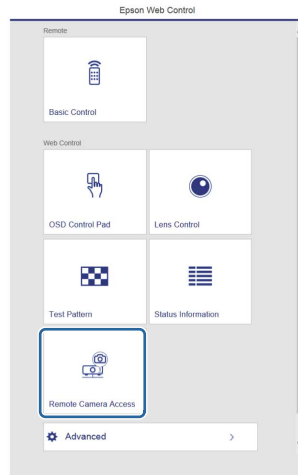 Epson Web Control
Remote
Basic Control
Web Control
OSD Control Pad
Lens Control
Test Pattern
Status Information
Remote Camera Access
Advanced